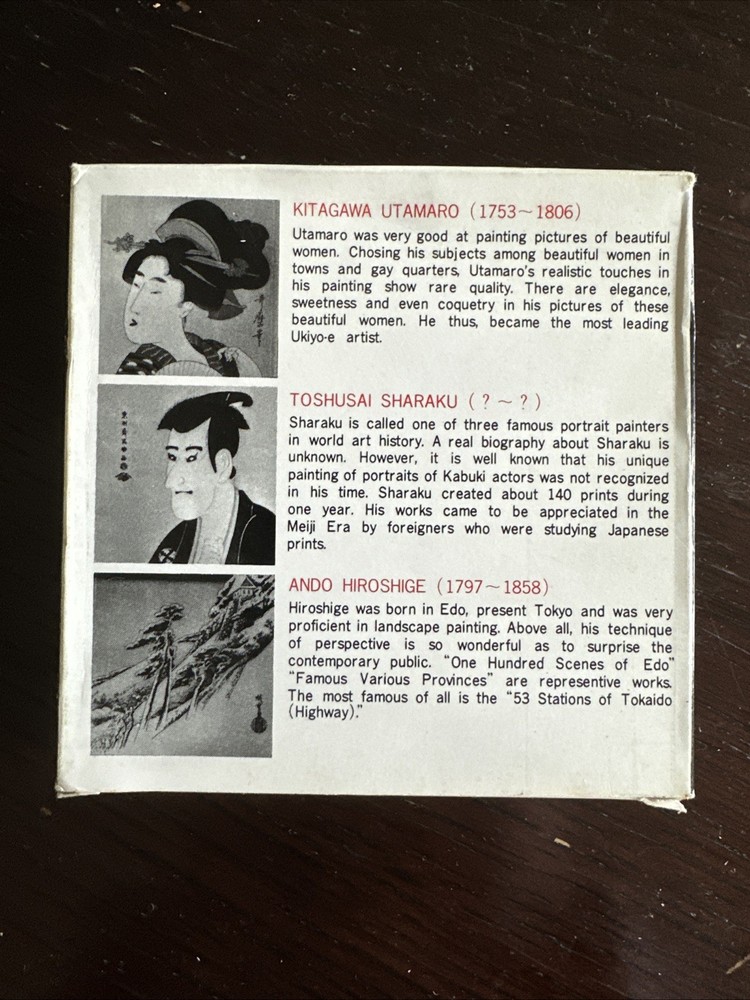 KITAGAWA UTAMARO (1753~1806)
Utamaro was very good at painting pictures of beautiful
women. Chosing his subjects among beautiful women in
towns and gay quarters, Utamaro's realistic touches in
his painting show rare quality. There are elegance,
sweetness and even coquetry in his pictures of these
beautiful women. He thus, became the most leading
Ukiyo-e artist.
TOSHUSAI SHARAKU (?~?)
Sharaku is called one of three famous portrait painters
in world art history. A real biography about Sharaku is
unknown. However, it is well known that his unique
painting of portraits of Kabuki actors was not recognized
in his time. Sharaku created about 140 prints during
one year. His works came to be appreciated in the
Meiji Era by foreigners who were studying Japanese
prints.
ANDO HIROSHIGE (1797~1858)
Hiroshige was born in Edo, present Tokyo and was very
proficient in landscape painting. Above all, his technique
of perspective is so wonderful as to surprise the
contemporary public. "One Hundred Scenes of Edo"
"Famous Various Provinces" are representive works.
The most famous of all is the "53 Stations of Tokaido
(Highway)."